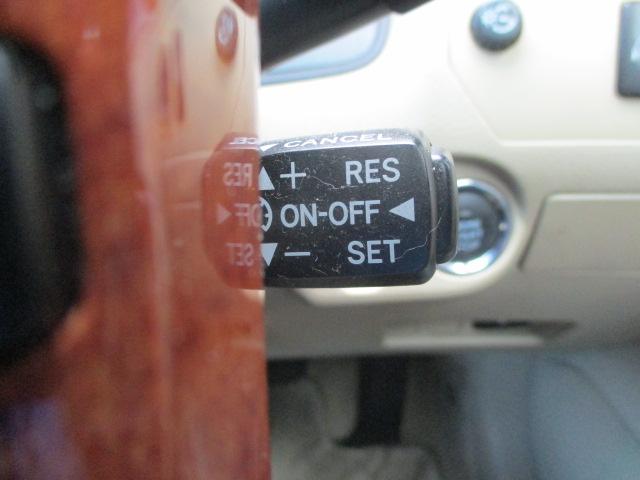 CANCEL
+ RES
ON-OFF
- SET